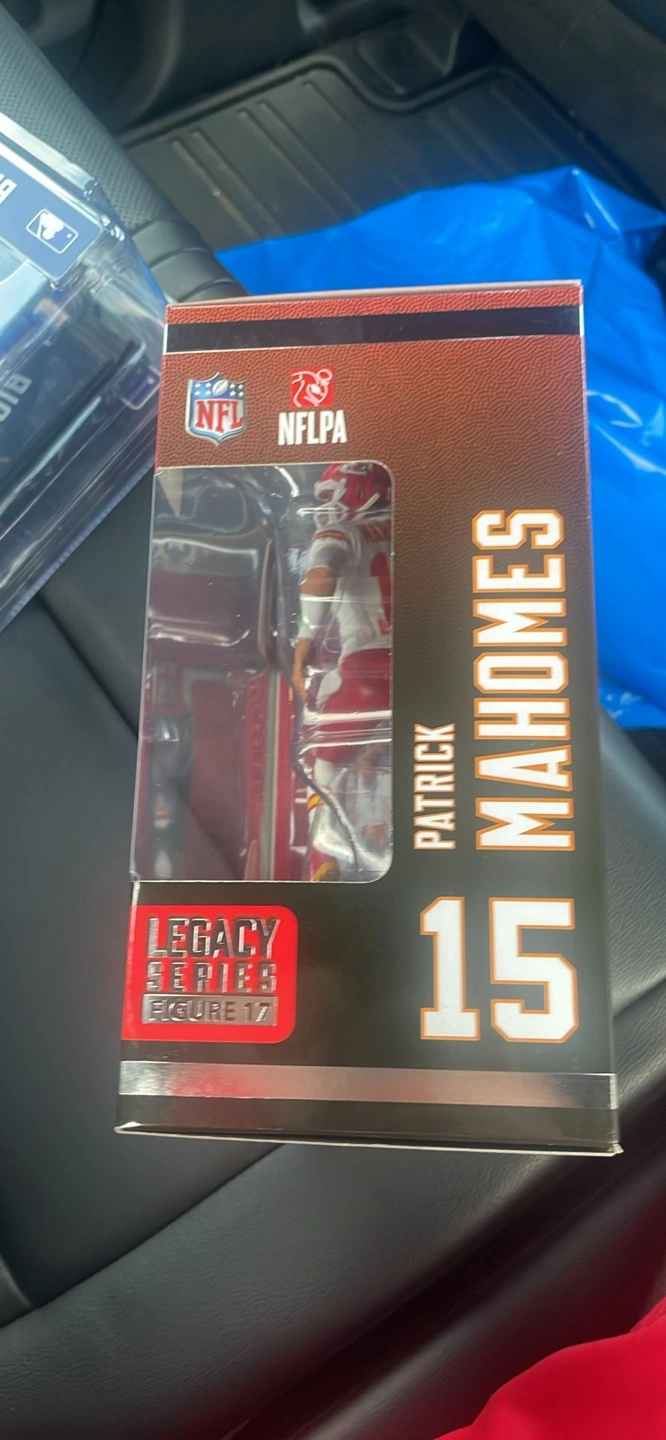 NFL
NFLPA
PATRICK
MAHOMES
15
LEGACY
SERIES
FIGURE 17